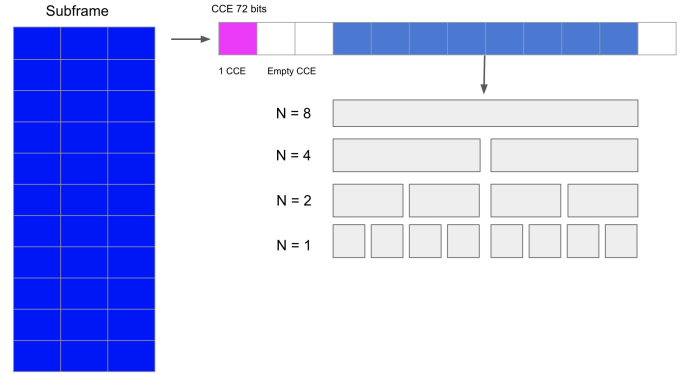 Subframe
CCE 72 bits
1 CCE
Empty CCE
N = 8
N = 4
N = 2
N = 1